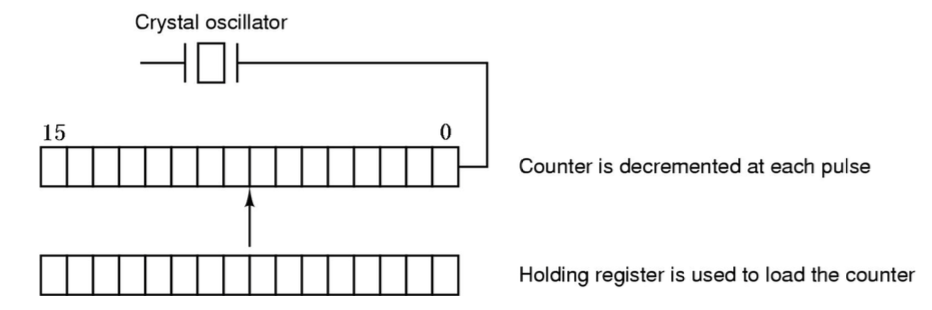 Crystal oscillator
15 0
Counter is decremented at each pulse
Holding register is used to load the counter